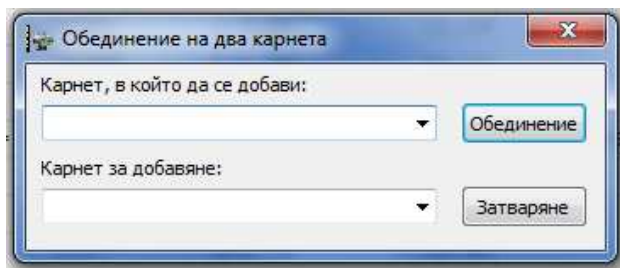 Обединение на два карнета
Карнет, в който да се добави:
Обединение
Карнет за добавяне:
Затваряне